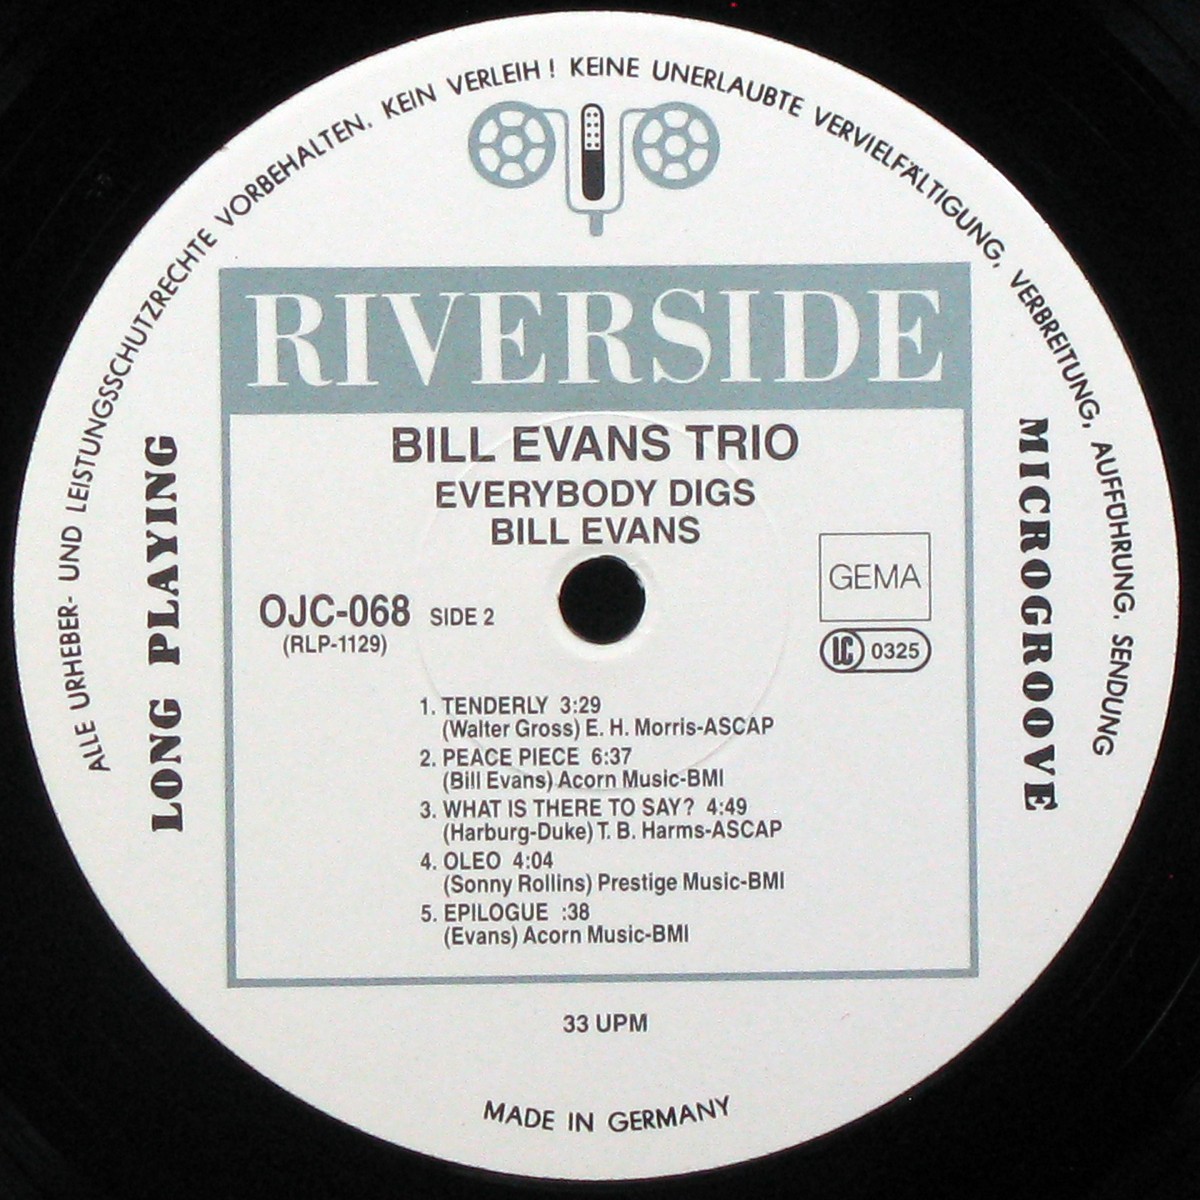 ALLE URHEBER- UND LEISTUNGSSCHUTZRECHTE VORBEHALTEN. KEIN VERLEIH! KEINE UNERLAUBTE VERVIELFÄLTIGUNG, VERBREITUNG, AUFFÜHRUNG, SENDUNG
RIVERSIDE
LONG PLAYING
MICROGROOVE
BILL EVANS TRIO
EVERYBODY DIGS
BILL EVANS
GEMA
OJC-068 SIDE 2
(RLP-1129)
LC 0325
1. TENDERLY 3:29
(Walter Gross) E. H. Morris-ASCAP
2. PEACE PIECE 6:37
(Bill Evans) Acorn Music-BMI
3. WHAT IS THERE TO SAY? 4:49
(Harburg-Duke) T. B. Harms-ASCAP
4. OLEO 4:04
(Sonny Rollins) Prestige Music-BMI
5. EPILOGUE :38
(Evans) Acorn Music-BMI
33 UPM
MADE IN GERMANY